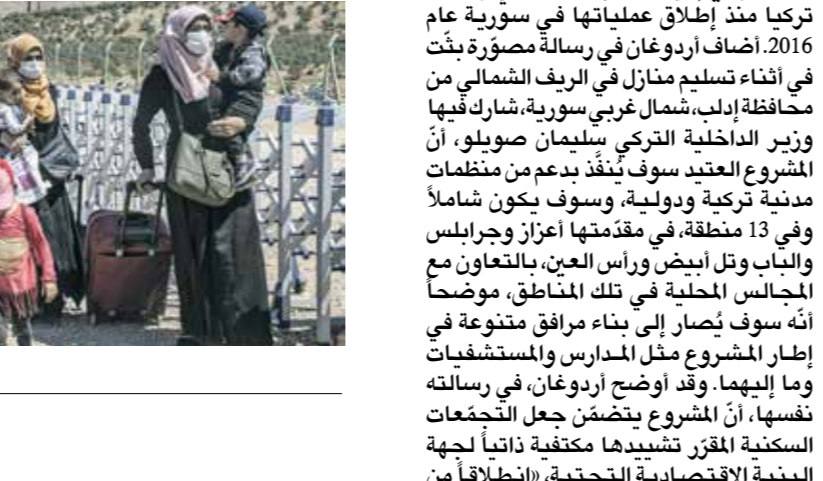 تركيا منذ إطلاق عملياتها في سورية عام
2016. أضاف أردوغان في رسالة مصوّرة بثّت
في أثناء تسليم منازل في الريف الشمالي من
محافظة إدلب، شمال غربي سورية، شارك فيها
وزير الداخلية التركي سليمان صويلو، أنّ
المشروع العتيد سوف يُنفَّذ بدعم من منظمات
مدنية تركية ودولية، وسوف يكون شاملاً
وفي 13 منطقة، في مقدّمتها أعزاز وجرابلس
والباب وتل أبيض ورأس العين، بالتعاون مع
المجالس المحلية في تلك المناطق، موضحاً
أنّه سوف يُصار إلى بناء مرافق متنوعة في
إطار المشروع مثل المدارس والمستشفيات
وما إليهما. وقد أوضح أردوغان، في رسالته
نفسها، أنّ المشروع يتضمّن جعل التجمّعات
السكنية المقرّر تشييدها مكتفية ذاتياً لجهة
البنية الاقتصادية التحتية، «انطلاقاً من